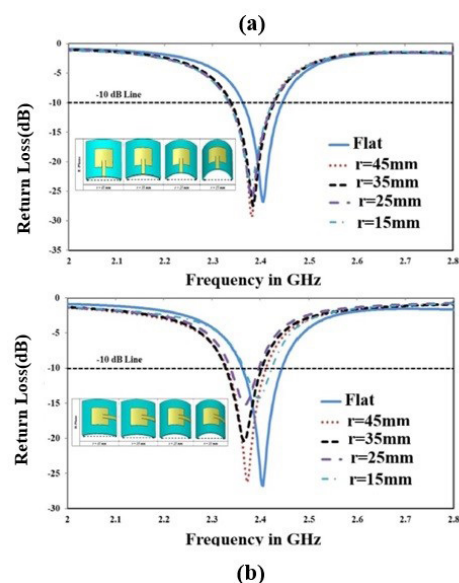 (a)
0
-5
-10
-15
-20
-25
-30
-35
Return Loss(dB)
-10 dB Line
Flat
r=45mm
r=35mm
r=25mm
r=15mm
2
2.1
2.2
2.3
2.4
2.5
2.6
2.7
2.8
Frequency in GHz
0
-5
-10
-15
-20
-25
-30
Return Loss(dB)
-10 dB Line
Flat
r=45mm
r=35mm
r=25mm
r=15mm
2
2.1
2.2
2.3
2.4
2.5
2.6
2.7
2.8
Frequency in GHz
(b)